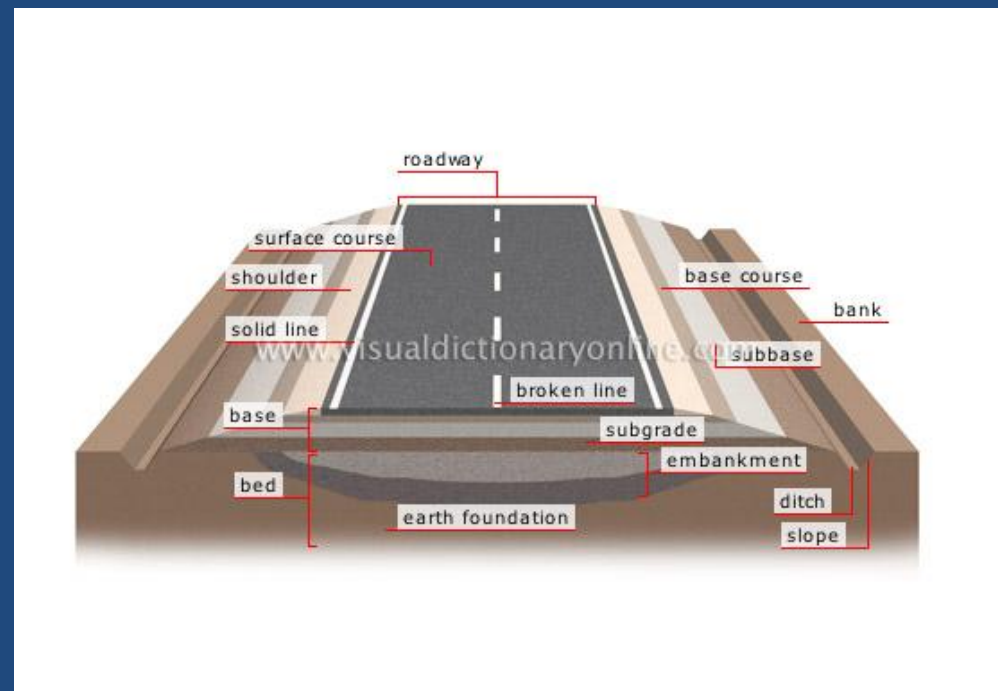 roadway
surface course
shoulder
base course
bank
solid line
www.visualdictionaryonline.com
subbase
broken line
base
subgrade
embankment
bed
ditch
earth foundation
slope